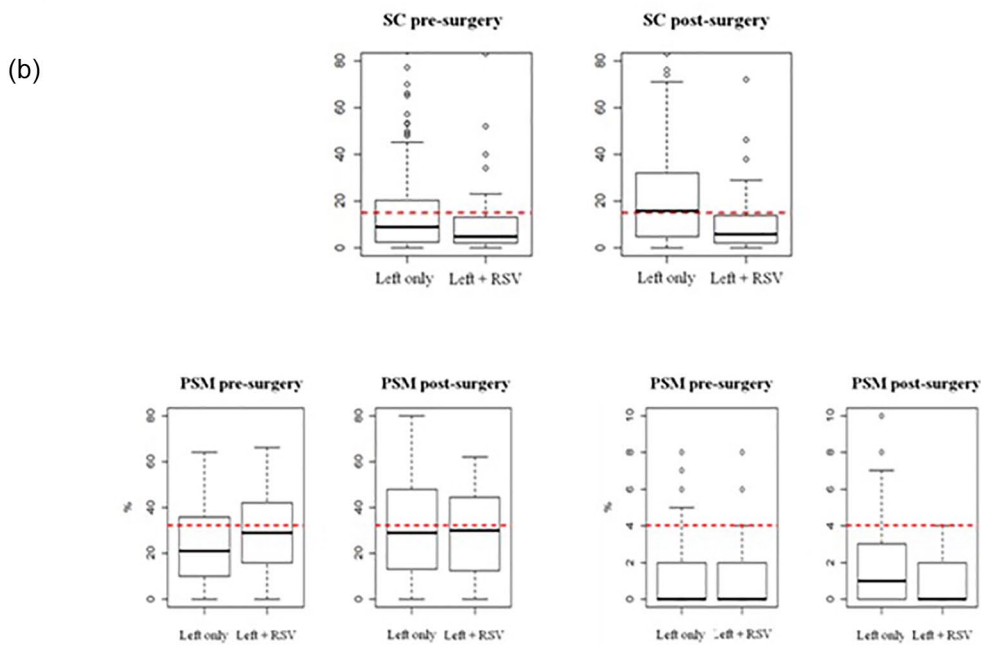 SC pre-surgery SC post-surgery
(b)
80 80
60 60
40 40
20 20
0 0
Left only Left + RSV Left only Left + RSV
PSM pre-surgery PSM post-surgery PSM pre-surgery PSM post-surgery
80 80 10 10
60 60 8 8
% 40 40 % 6 6
20 20 4 4
0 0 2 2
0 0
Left only Left + RSV Left only Left + RSV Left only Left + RSV Left only Left + RSV